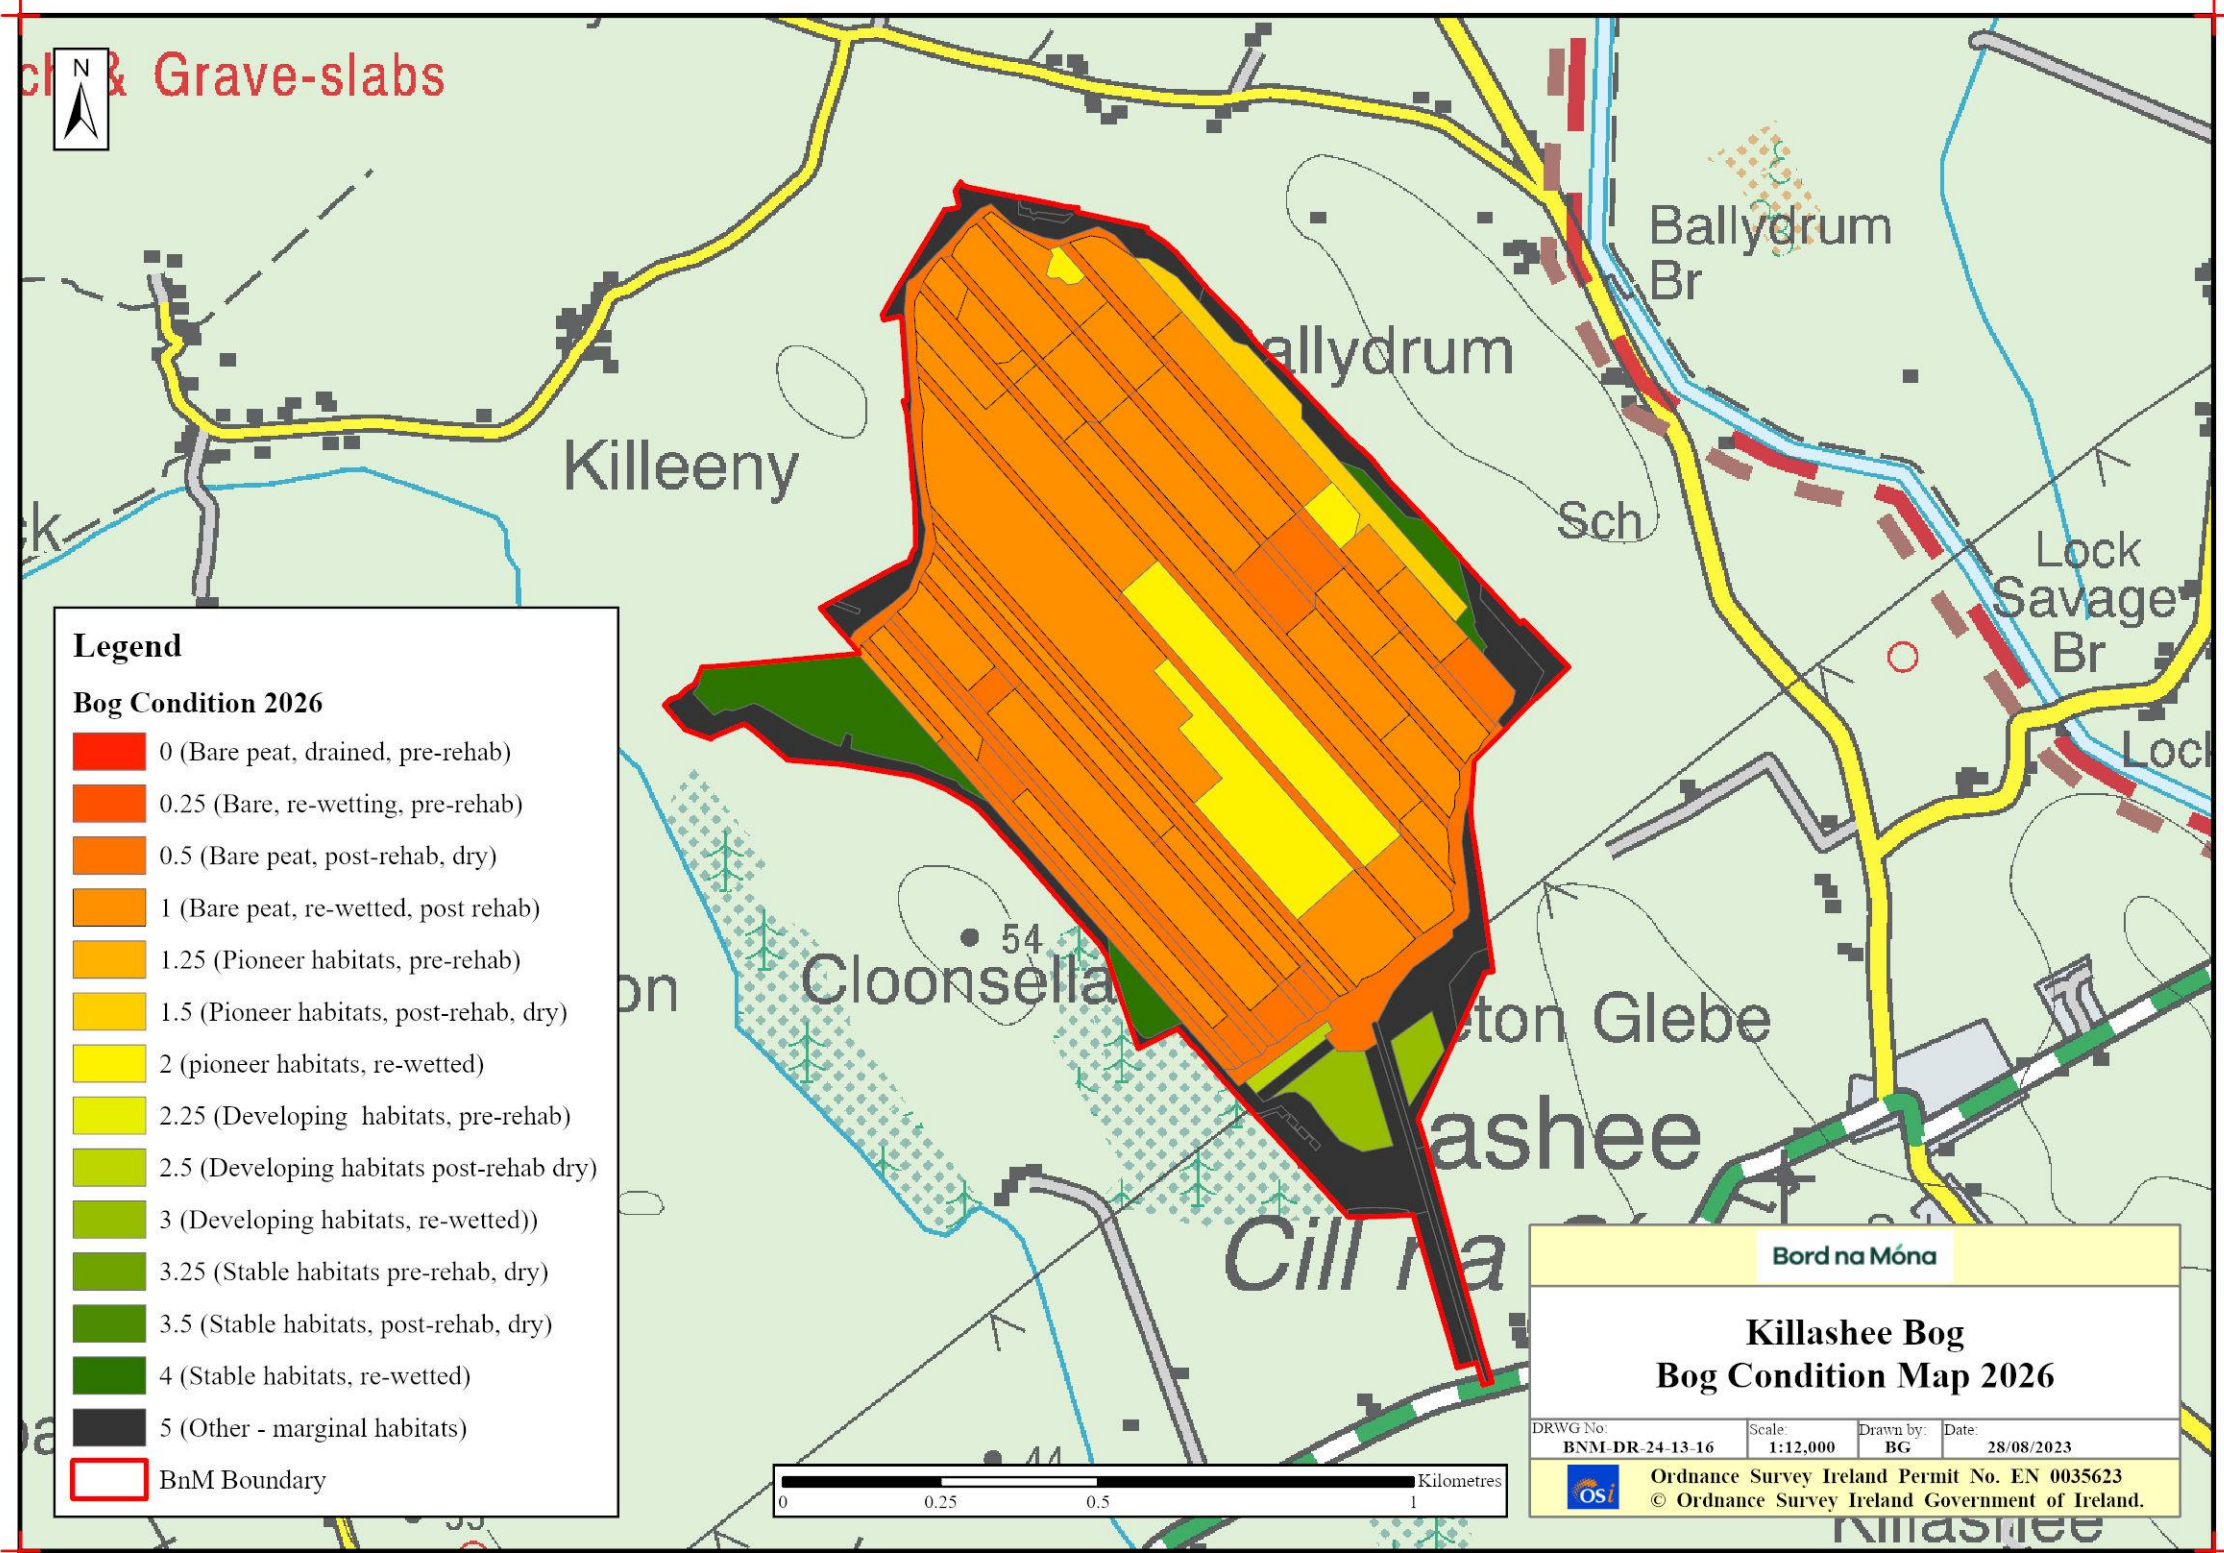 & Grave-slabs
N
Ballydrum
Br
allydrum
Killeeny
Sch
Lock
Savage
Br
Lock
54
Cloonsella
on
ton Glebe
ashee
Cill na
44
Killashee
Legend
Bog Condition 2026
0 (Bare peat, drained, pre-rehab)
0.25 (Bare, re-wetting, pre-rehab)
0.5 (Bare peat, post-rehab, dry)
1 (Bare peat, re-wetted, post rehab)
1.25 (Pioneer habitats, pre-rehab)
1.5 (Pioneer habitats, post-rehab, dry)
2 (pioneer habitats, re-wetted)
2.25 (Developing habitats, pre-rehab)
2.5 (Developing habitats post-rehab dry)
3 (Developing habitats, re-wetted))
3.25 (Stable habitats pre-rehab, dry)
3.5 (Stable habitats, post-rehab, dry)
4 (Stable habitats, re-wetted)
5 (Other - marginal habitats)
BnM Boundary
Kilometres
0 0.25 0.5 1
Bord na Móna
Killashee Bog
Bog Condition Map 2026
DRWG No: Scale: Drawn by: Date:
BNM-DR-24-13-16 1:12,000 BG 28/08/2023
OSi
Ordnance Survey Ireland Permit No. EN 0035623
© Ordnance Survey Ireland Government of Ireland.